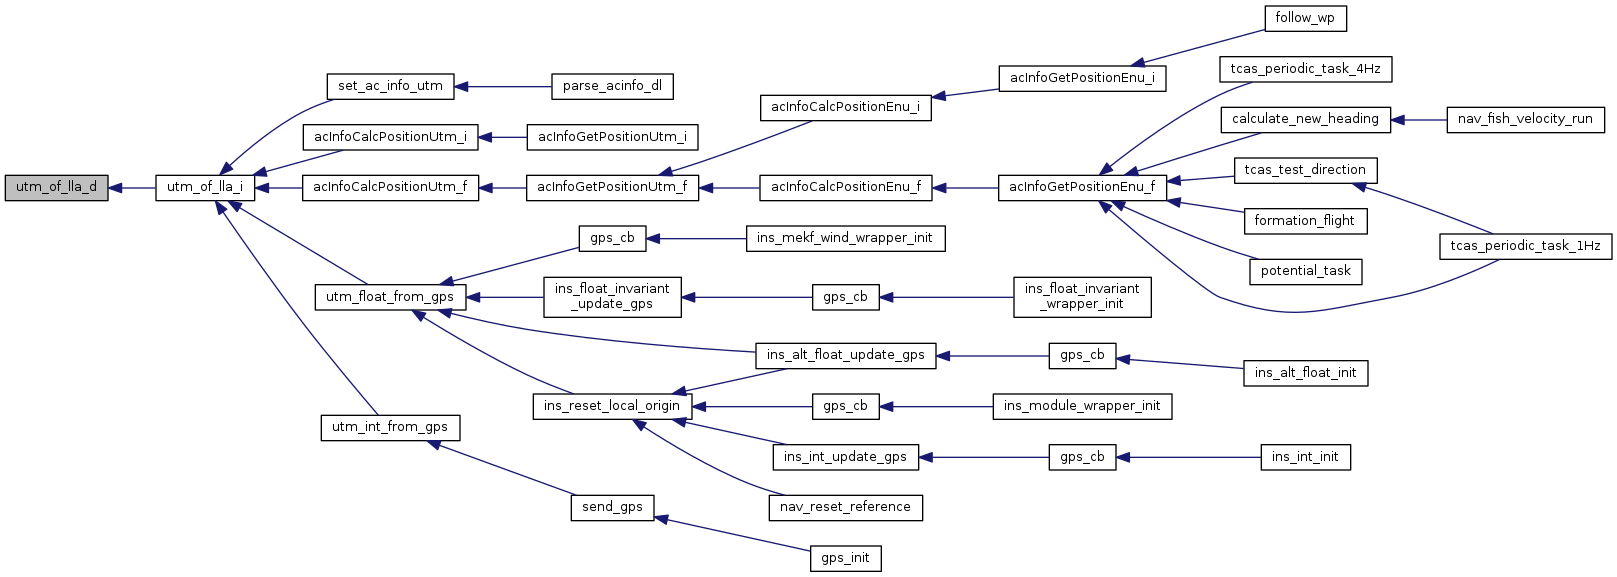 follow_wp
tcas_periodic_task_4Hz
acInfoGetPositionEnu_i
set_ac_info_utm
parse_acinfo_dl
acInfoCalcPositionEnu_i
calculate_new_heading
nav_fish_velocity_run
acInfoCalcPositionUtm_i
acInfoGetPositionUtm_i
tcas_test_direction
utm_of_lla_d
utm_of_lla_i
acInfoCalcPositionUtm_f
acInfoGetPositionUtm_f
acInfoCalcPositionEnu_f
acInfoGetPositionEnu_f
formation_flight
gps_cb
ins_mekf_wind_wrapper_init
tcas_periodic_task_1Hz
potential_task
utm_float_from_gps
ins_float_invariant
_update_gps
gps_cb
ins_float_invariant
_wrapper_init
ins_alt_float_update_gps
gps_cb
ins_alt_float_init
ins_reset_local_origin
gps_cb
ins_module_wrapper_init
utm_int_from_gps
ins_int_update_gps
gps_cb
ins_int_init
send_gps
nav_reset_reference
gps_init